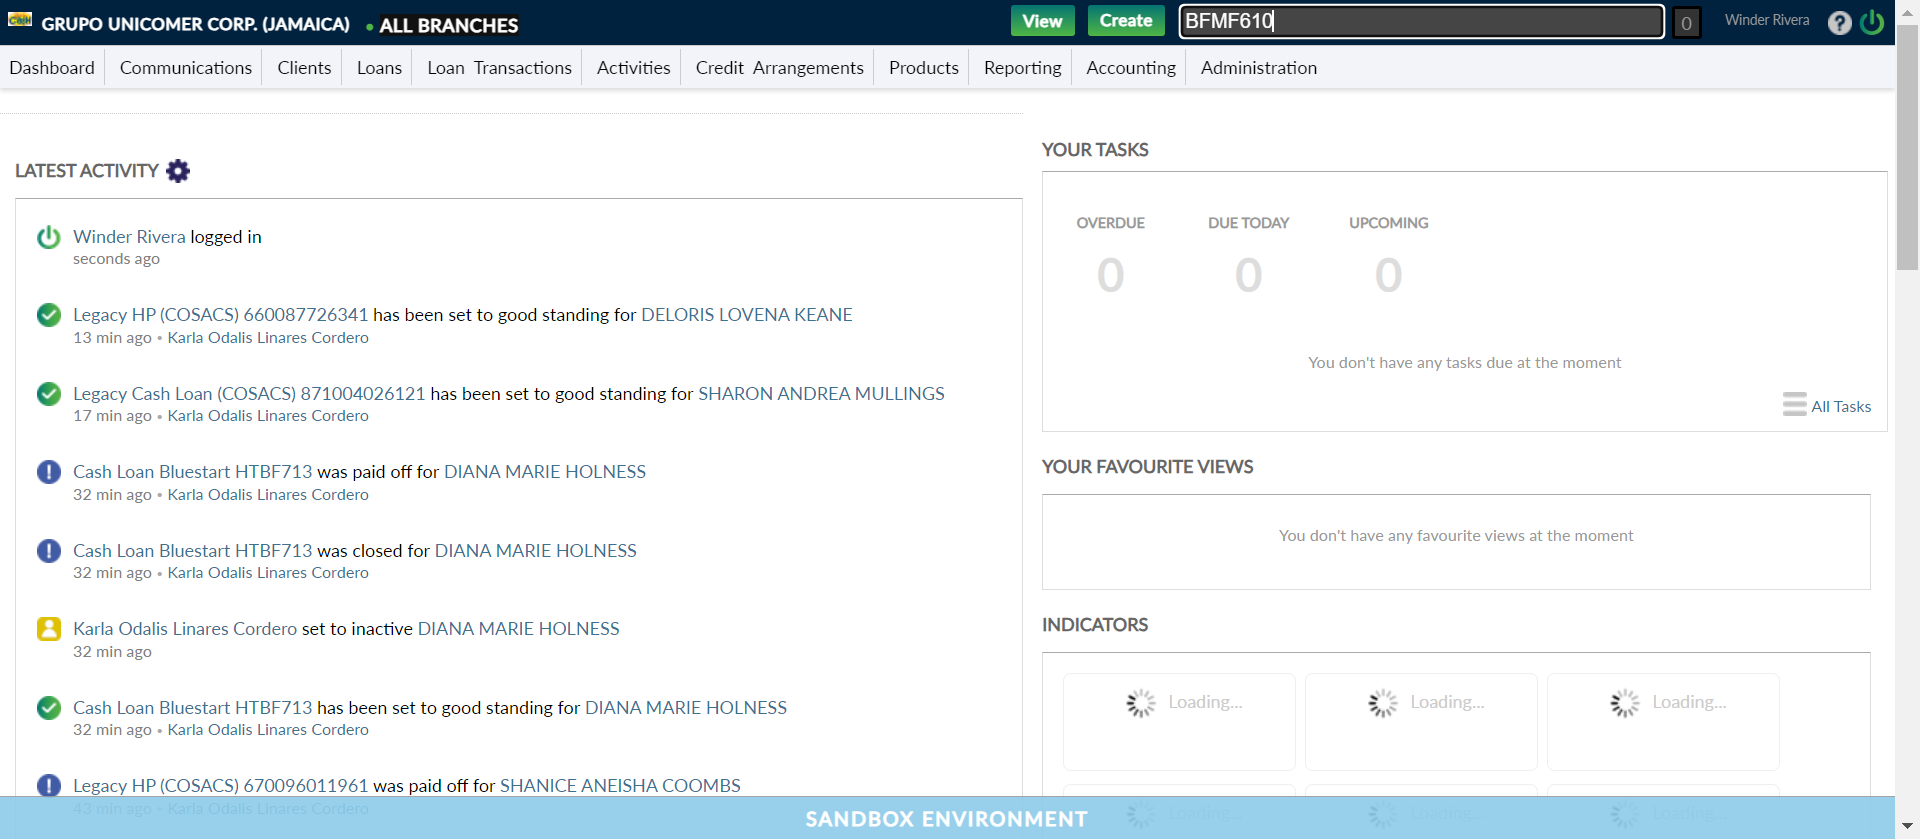 GRUPO UNICOMER CORP. (JAMAICA) • ALL BRANCHES
View Create BFMF610 0 Winder Rivera ?
Dashboard Communications Clients Loans Loan Transactions Activities Credit Arrangements Products Reporting Accounting Administration
LATEST ACTIVITY
Winder Rivera logged in
seconds ago
Legacy HP (COSACS) 660087726341 has been set to good standing for DELORIS LOVENA KEANE
13 min ago • Karla Odalis Linares Cordero
Legacy Cash Loan (COSACS) 871004026121 has been set to good standing for SHARON ANDREA MULLINGS
17 min ago • Karla Odalis Linares Cordero
Cash Loan Bluestart HTBF713 was paid off for DIANA MARIE HOLNESS
32 min ago • Karla Odalis Linares Cordero
Cash Loan Bluestart HTBF713 was closed for DIANA MARIE HOLNESS
32 min ago • Karla Odalis Linares Cordero
Karla Odalis Linares Cordero set to inactive DIANA MARIE HOLNESS
32 min ago
Cash Loan Bluestart HTBF713 has been set to good standing for DIANA MARIE HOLNESS
32 min ago • Karla Odalis Linares Cordero
Legacy HP (COSACS) 670096011961 was paid off for SHANICE ANEISHA COOMBS
43 min ago • Karla Odalis Linares Cordero
YOUR TASKS
OVERDUE DUE TODAY UPCOMING
0 0 0
You don't have any tasks due at the moment
All Tasks
YOUR FAVOURITE VIEWS
You don't have any favourite views at the moment
INDICATORS
Loading... Loading... Loading...
Loading... Loading... Loading...
SANDBOX ENVIRONMENT